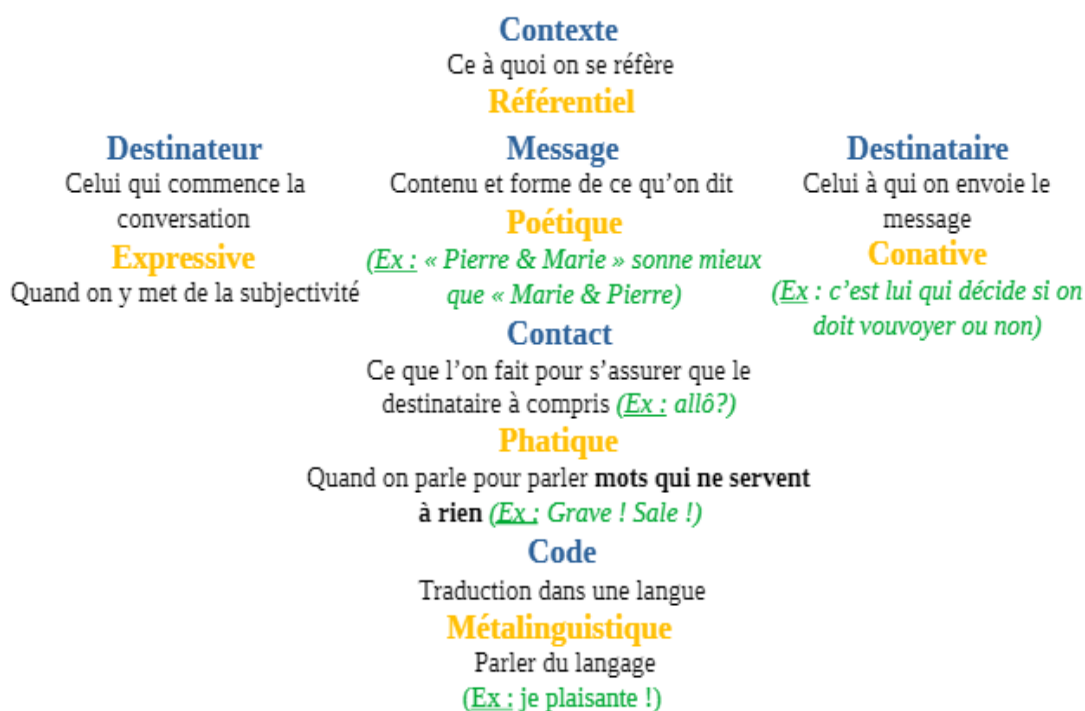 Contexte
Ce à quoi on se réfère
Référentiel
Destinateur
Celui qui commence la
conversation
Expressive
Quand on y met de la subjectivité
Message
Contenu et forme de ce qu’on dit
Poétique
(Ex : « Pierre & Marie » sonne mieux
que « Marie & Pierre)
Destinataire
Celui à qui on envoie le
message
Conative
(Ex : c’est lui qui décide si on
doit vouvoyer ou non)
Contact
Ce que l’on fait pour s’assurer que le
destinataire à compris (Ex : allô?)
Phatique
Quand on parle pour parler mots qui ne servent
à rien (Ex : Grave ! Sale !)
Code
Traduction dans une langue
Métalinguistique
Parler du langage
(Ex : je plaisante !)